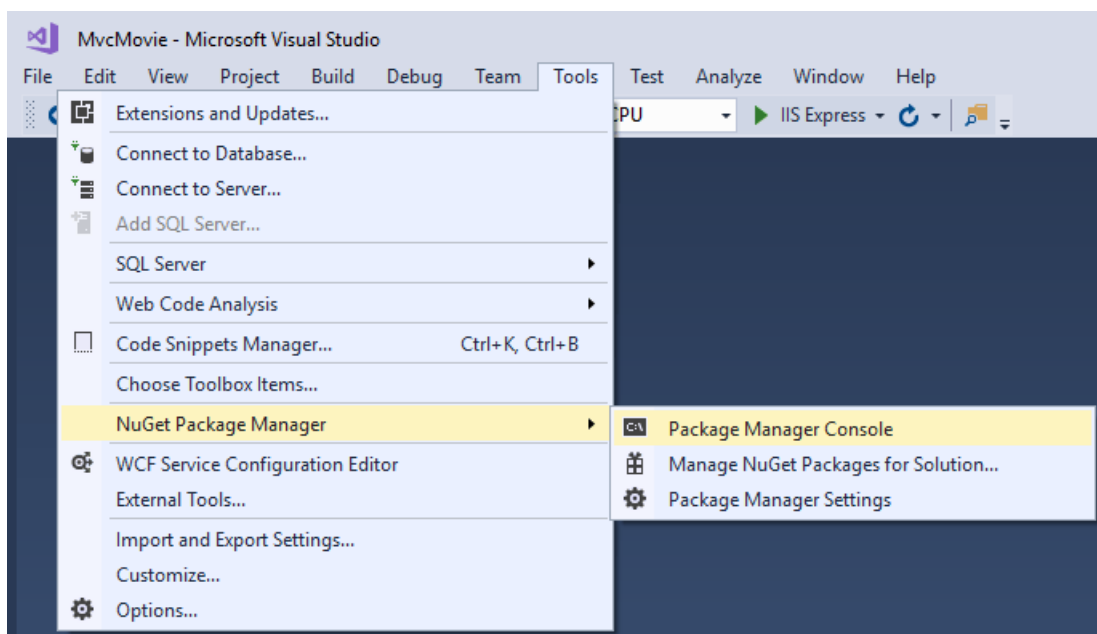 MvcMovie - Microsoft Visual Studio
File Edit View Project Build Debug Team Tools Test Analyze Window Help
Extensions and Updates...
IIS Express
Connect to Database...
Connect to Server...
Add SQL Server...
SQL Server
Web Code Analysis
Code Snippets Manager... Ctrl+K, Ctrl+B
Choose Toolbox Items...
NuGet Package Manager
C:\ Package Manager Console
WCF Service Configuration Editor
Manage NuGet Packages for Solution...
External Tools...
Package Manager Settings
Import and Export Settings...
Customize...
Options...